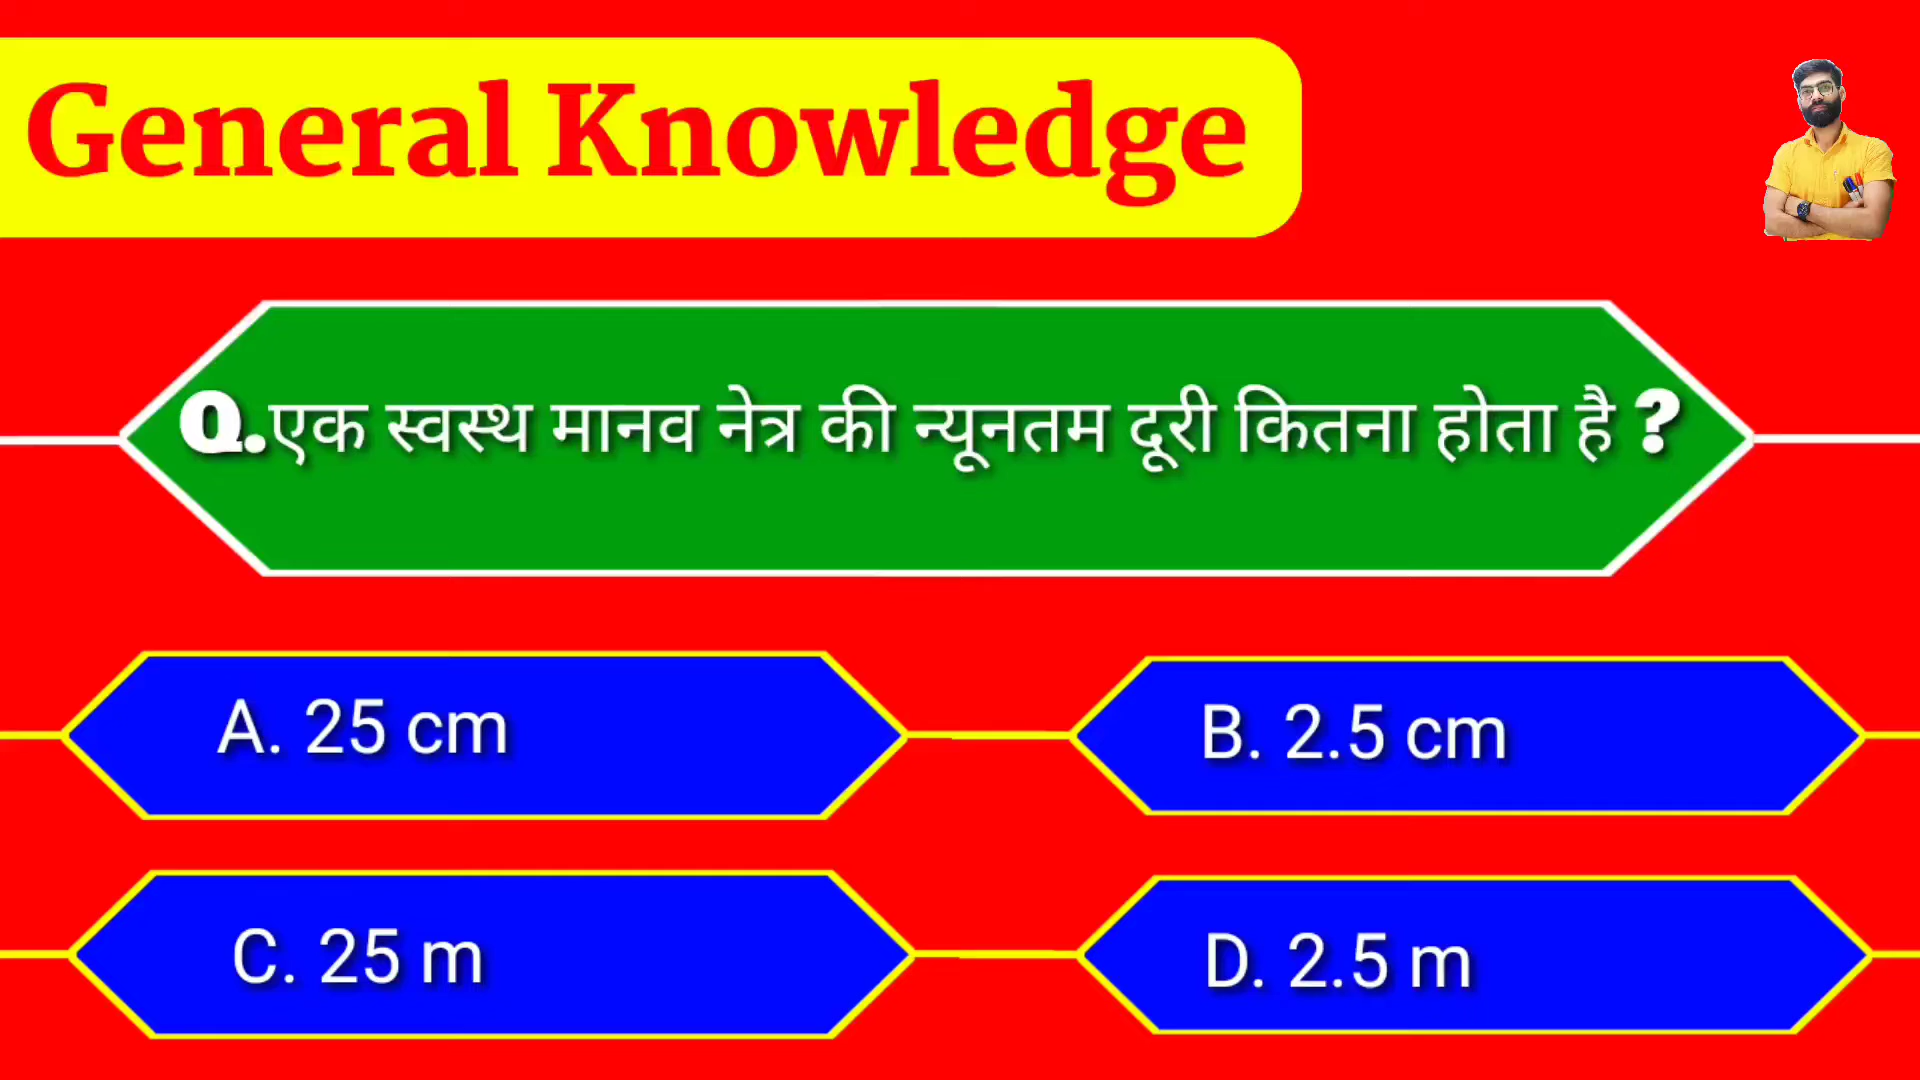 General Knowledge
Q.एक स्वस्थ मानव नेत्र की न्यूनतम दूरी कितना होता है ?
A. 25 cm
B. 2.5 cm
C. 25 m
D. 2.5 m